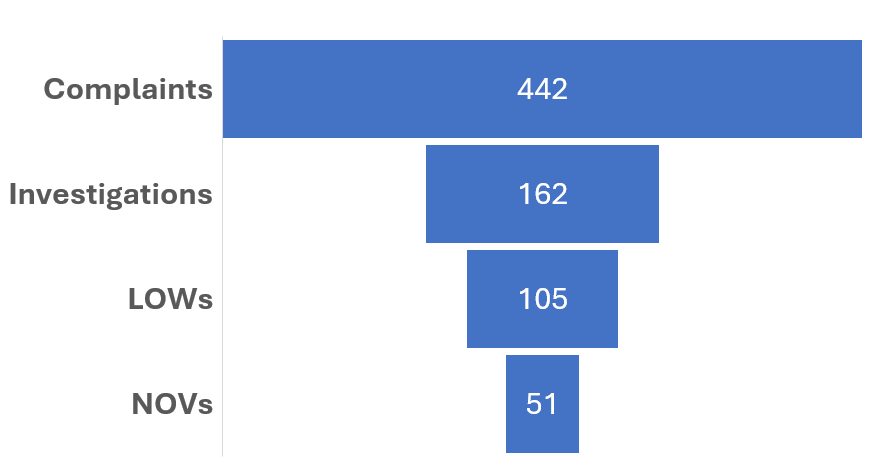 Complaints 442
Investigations 162
LOWs 105
NOVs 51